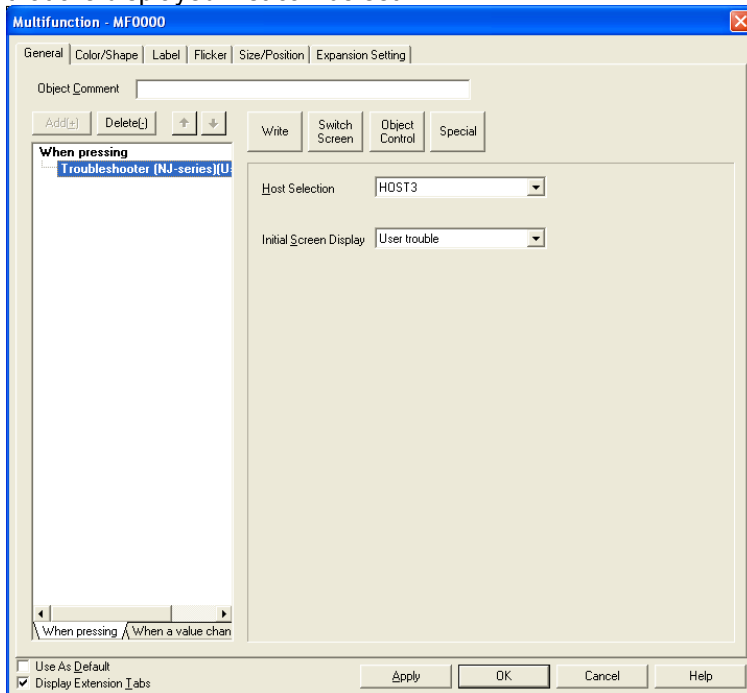 Multifunction - MF0000
General Color/Shape Label Flicker Size/Position Expansion Setting
Object Comment
Add(+) Delete(-)
Write Switch Screen Object Control Special
When pressing
Troubleshooter (NJ-series)(U
Host Selection HOST3
Initial Screen Display User trouble
When pressing When a value chan
Use As Default
Display Extension Tabs
Apply OK Cancel Help